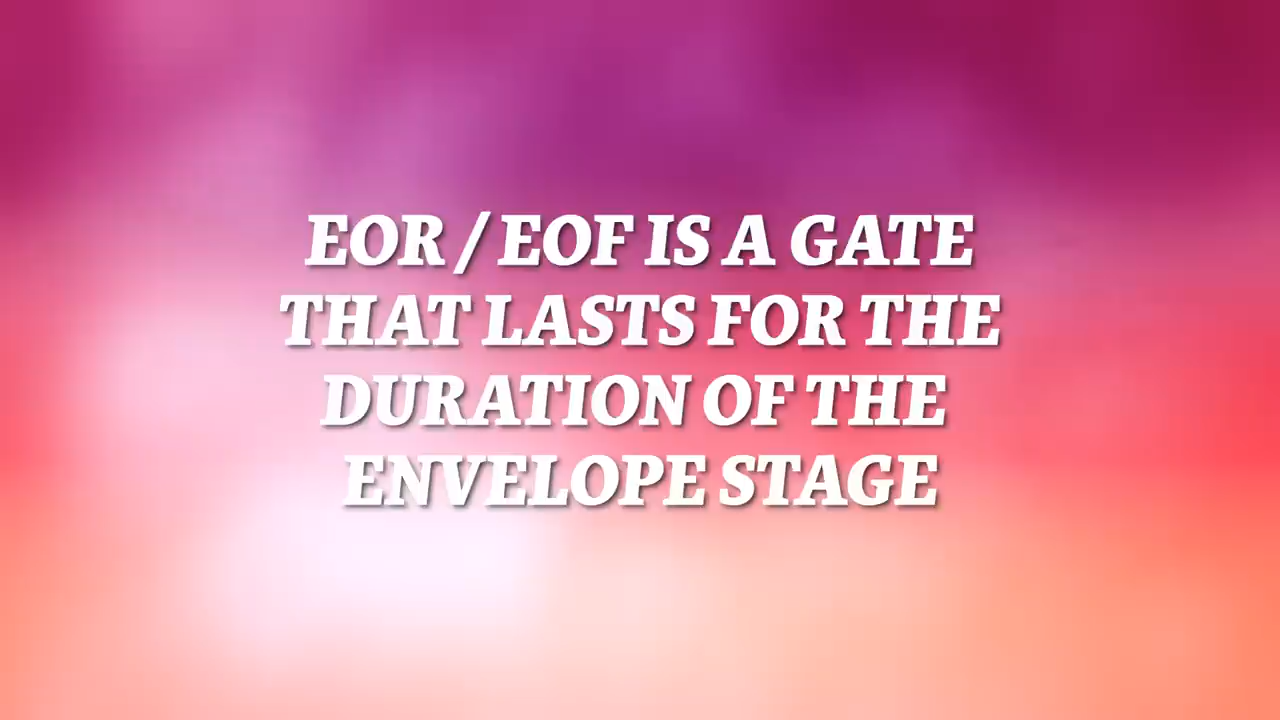 EOR / EOF IS A GATE
THAT LASTS FOR THE
DURATION OF THE
ENVELOPE STAGE